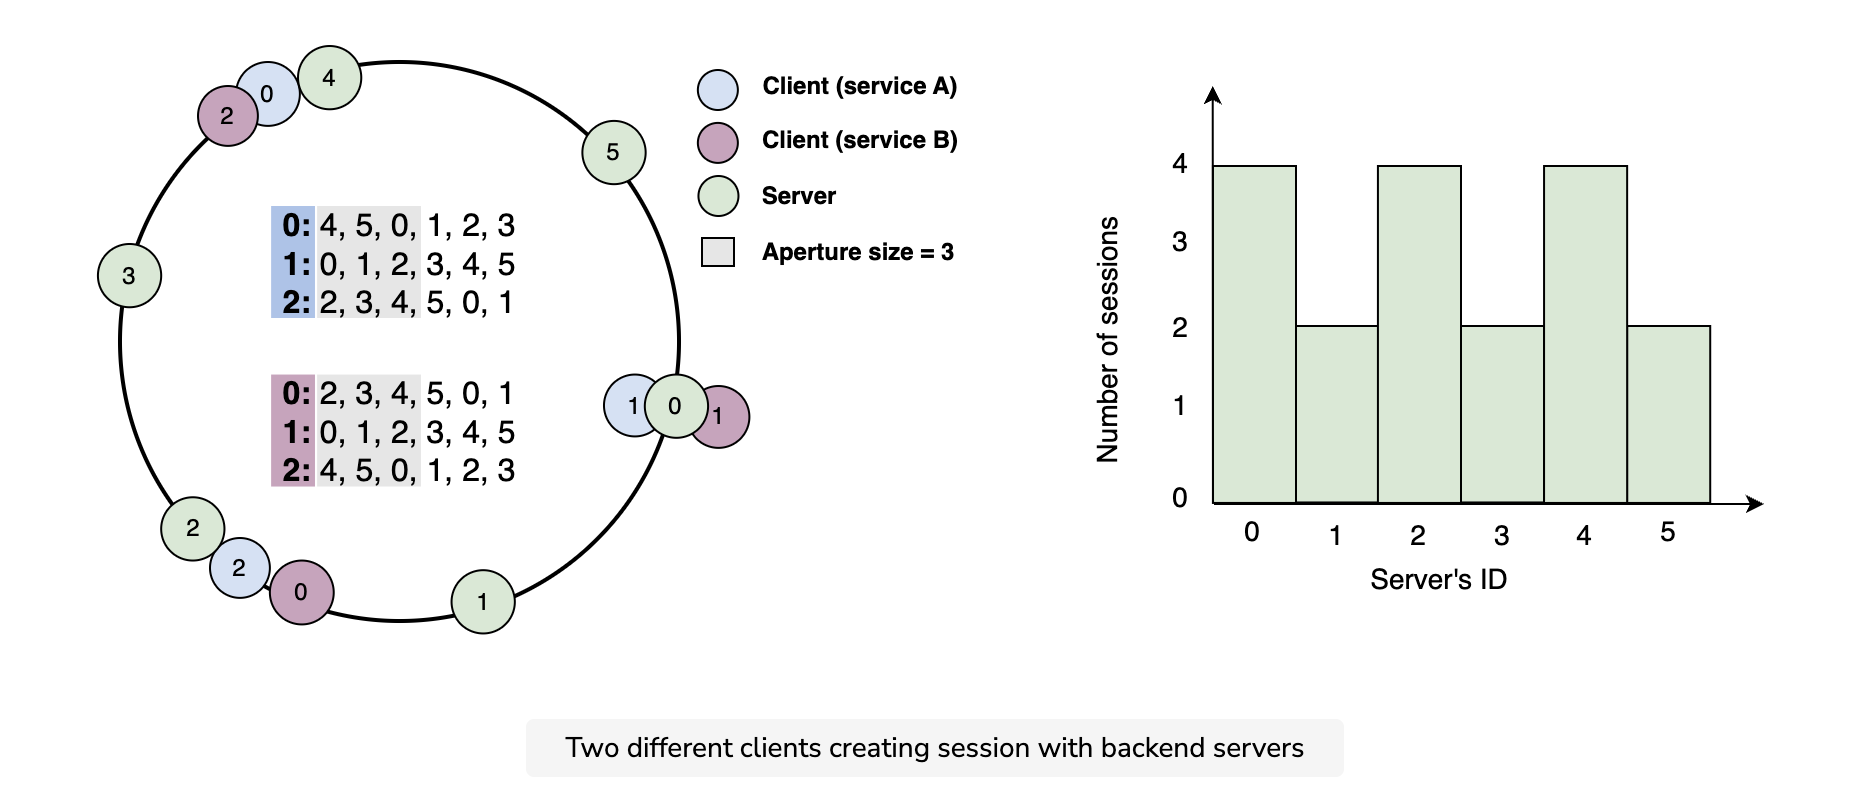 4
0
2
5
3
0: 4, 5, 0, 1, 2, 3
1: 0, 1, 2, 3, 4, 5
2: 2, 3, 4, 5, 0, 1
0: 2, 3, 4, 5, 0, 1
1: 0, 1, 2, 3, 4, 5
2: 4, 5, 0, 1, 2, 3
1
0
1
2
2
0
1
Client (service A)
Client (service B)
Server
Aperture size = 3
Number of sessions
4
3
2
1
0
0 1 2 3 4 5
Server's ID
Two different clients creating session with backend servers